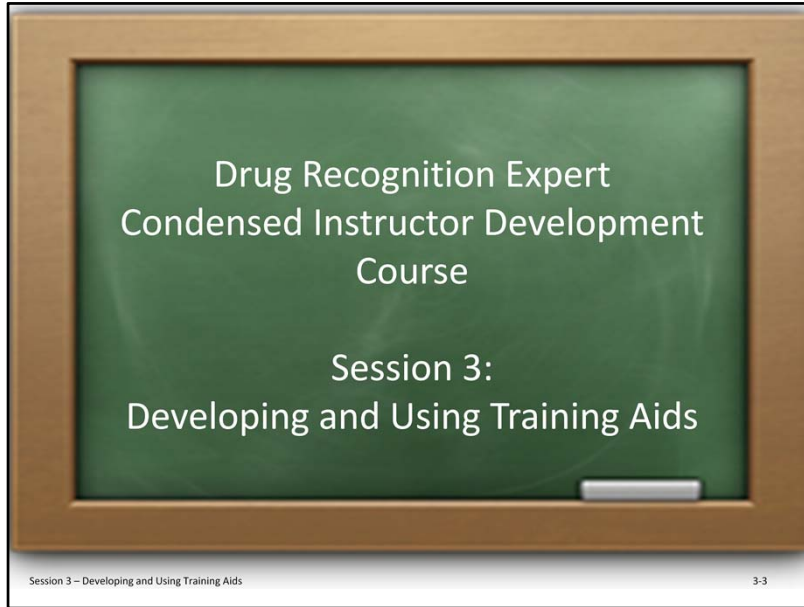 Drug Recognition Expert
Condensed Instructor Development
Course
Session 3:
Developing and Using Training Aids
Session 3 – Developing and Using Training Aids
3-3